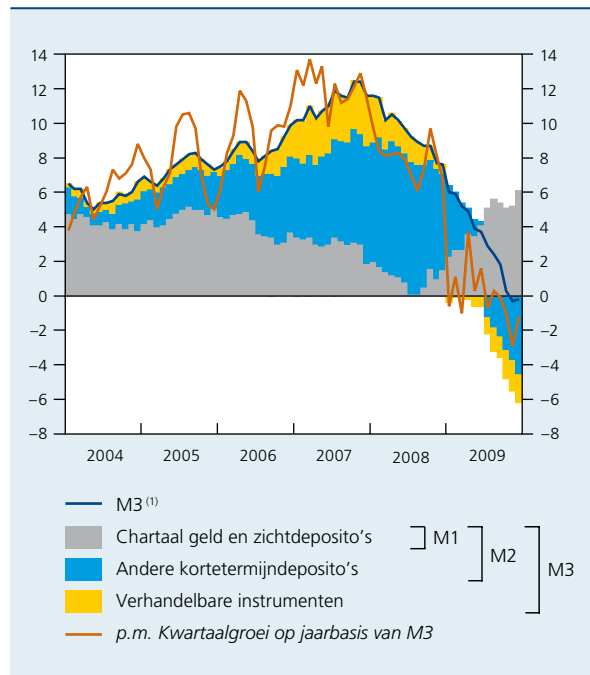 14 14
12 12
10 10
8 8
6 6
4 4
2 2
0 0
−2 −2
−4 −4
−6 −6
−8 −8
2004 2005 2006 2007 2008 2009
M3 (1)
Chartaal geld en zichtdeposito's M1
M2
Andere kortetermijndeposito's
M3
Verhandelbare instrumenten
p.m. Kwartaalgroei op jaarbasis van M3